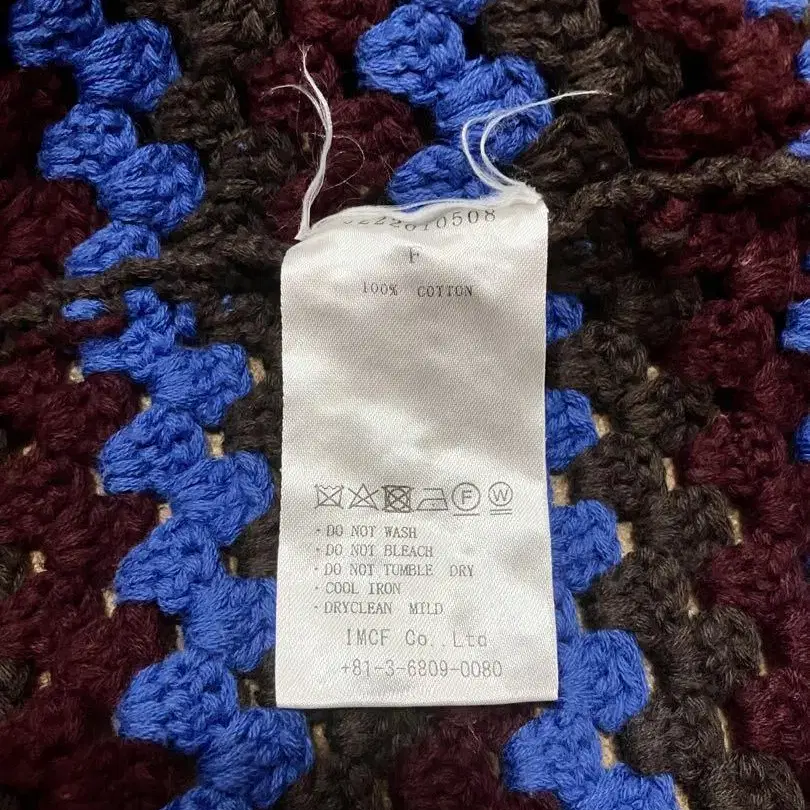 F
100% COTTON
F W
・DO NOT WASH
・DO NOT BLEACH
・DO NOT TUMBLE DRY
・COOL IRON
・DRYCLEAN MILD
IMCF Co., Ltd
+81-3-6809-0080